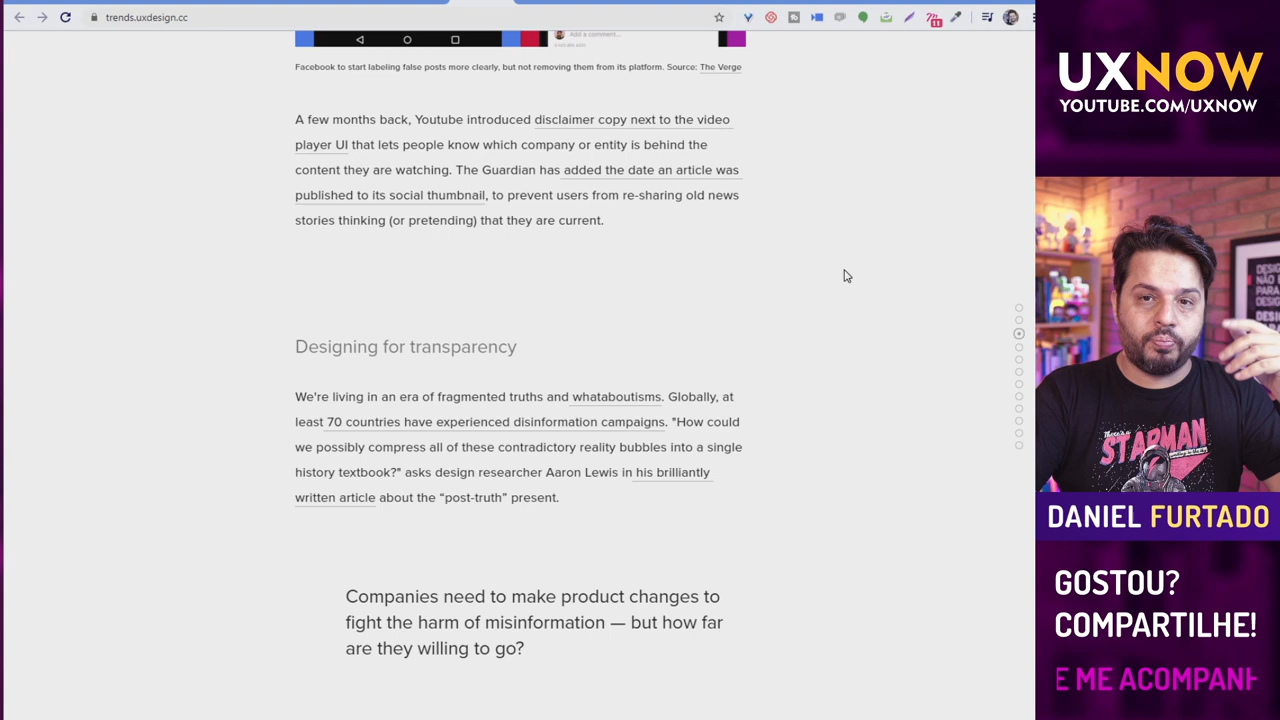 trends.uxdesign.cc
11
Add a comment...
Facebook to start labeling false posts more clearly, but not removing them from its platform. Source: The Verge
A few months back, Youtube introduced disclaimer copy next to the video
player UI that lets people know which company or entity is behind the
content they are watching. The Guardian has added the date an article was
published to its social thumbnail, to prevent users from re-sharing old news
stories thinking (or pretending) that they are current.
Designing for transparency
We're living in an era of fragmented truths and whataboutisms. Globally, at
least 70 countries have experienced disinformation campaigns. "How could
we possibly compress all of these contradictory reality bubbles into a single
history textbook?" asks design researcher Aaron Lewis in his brilliantly
written article about the “post-truth” present.
Companies need to make product changes to
fight the harm of misinformation — but how far
are they willing to go?
UXNOW
YOUTUBE.COM/UXNOW
There's a
STARMAN
DANIEL FURTADO
GOSTOU?
COMPARTILHE!
E ME ACOMPANH